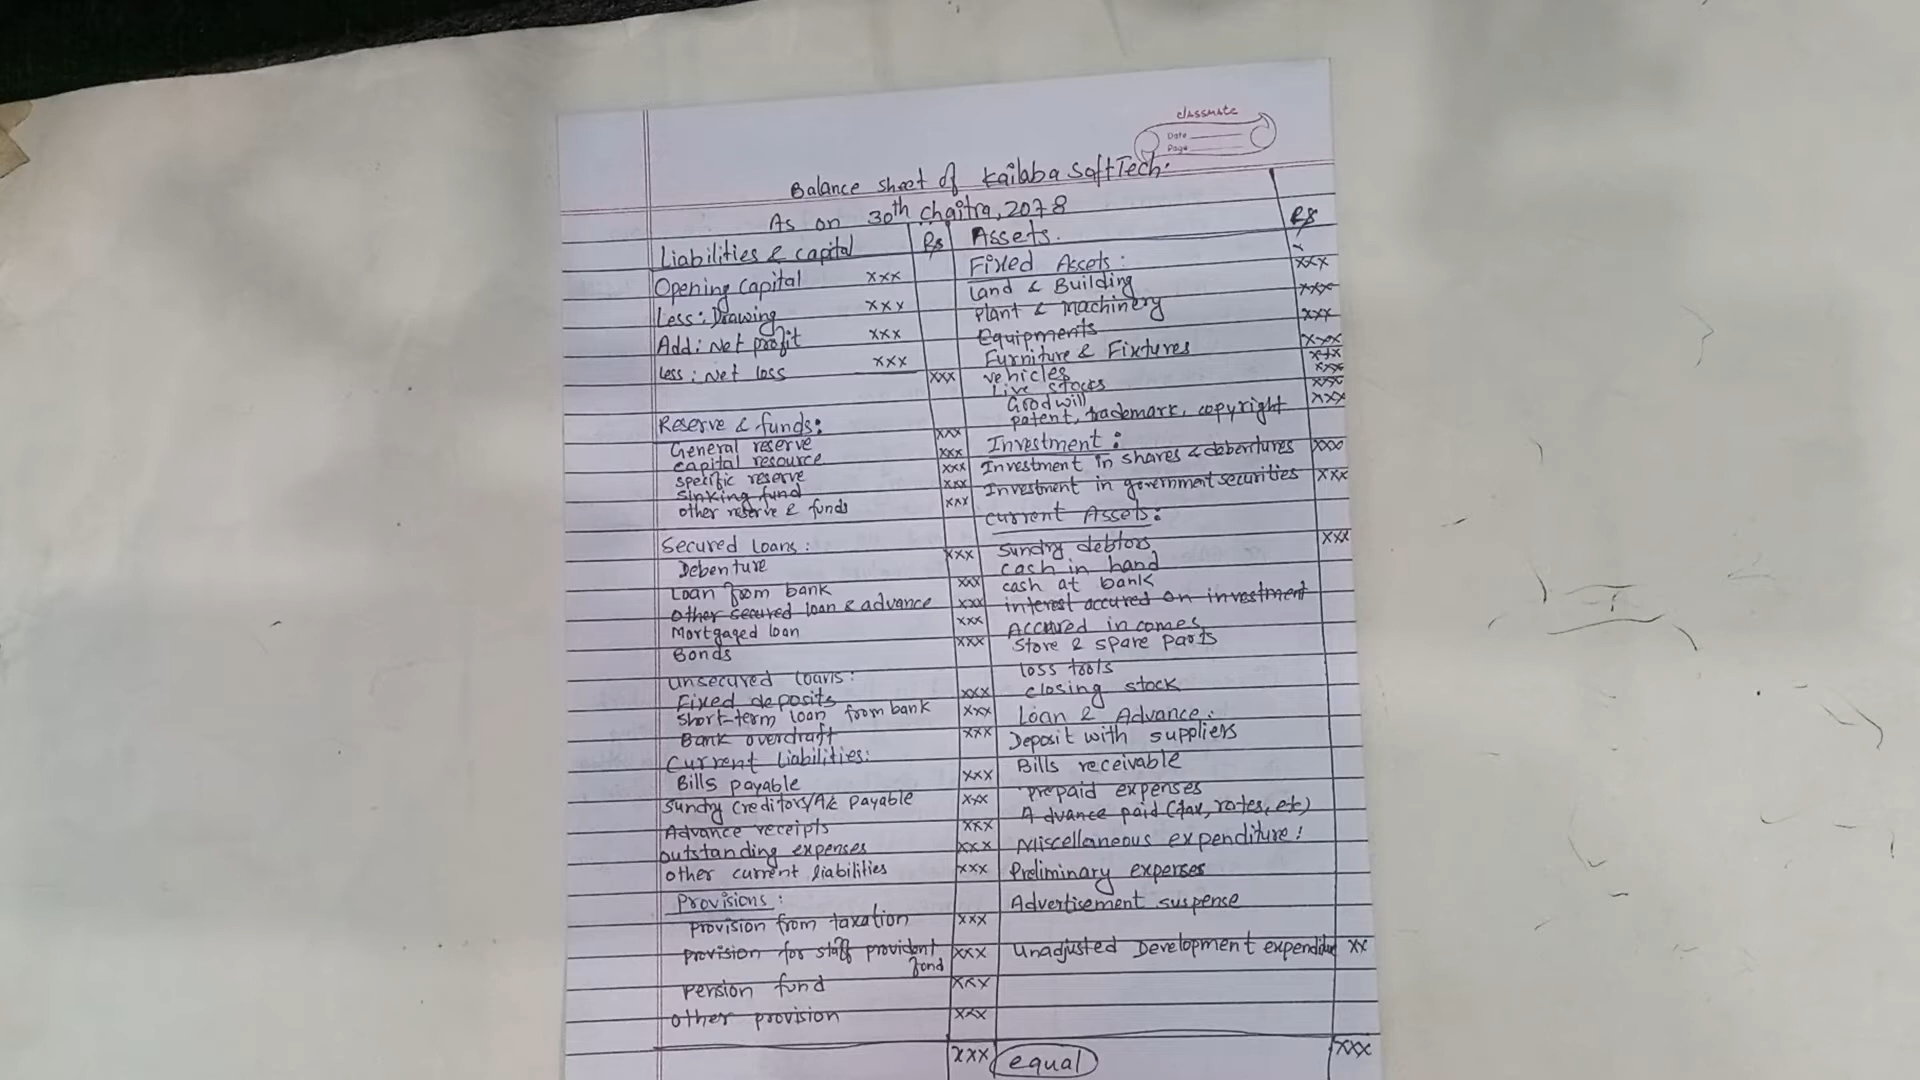 classmate
Date
Page
Balance sheet of Kailaba SoftTech.
As on 30th Chaitra, 2078
Liabilities & capital Rs Assets. Rs
Opening capital xxx Fixed Assets:
Land & Building xxx
Less: Drawing xxx Plant & Machinery xxx
Add: Net profit xxx Equipments xxx
Less: Net loss xxx xxx Furniture & Fixtures xxx
vehicles xxx
Live stocks xxx
Goodwill xxx
patent, trademark, copyright xxx
Reserve & funds:
General reserve xxx Investment:
capital resource xxx Investment in shares & debentures xxx
specific reserve xxx
sinking fund xxx Investment in government securities xxx
other reserve & funds xxx
current Assets:
Secured Loans:
Debenture xxx Sundry debtors xxx
cash in hand
Loan from bank xxx cash at bank
other secured loan & advance xxx interest accured on investment
Mortgaged loan xxx Accured incomes
Bonds xxx Store & spare parts
unsecured loans: loss tools
Fixed deposits xxx closing stock
short-term loan from bank xxx Loan & Advance:
Bank overdraft xxx Deposit with suppliers
Current liabilities:
Bills payable xxx Bills receivable
Sundry Creditors/A/c payable xxx prepaid expenses
Advance receipts xxx Advance paid (tax, rates, etc)
outstanding expenses xxx Miscellaneous expenditure:
other current liabilities xxx Preliminary expenses
Provisions: Advertisement suspense
provision from taxation xxx
provision for staff provident fond xxx Unadjusted Development expenditure xx
pension fund xxx
other provision xxx
xxx equal xxx